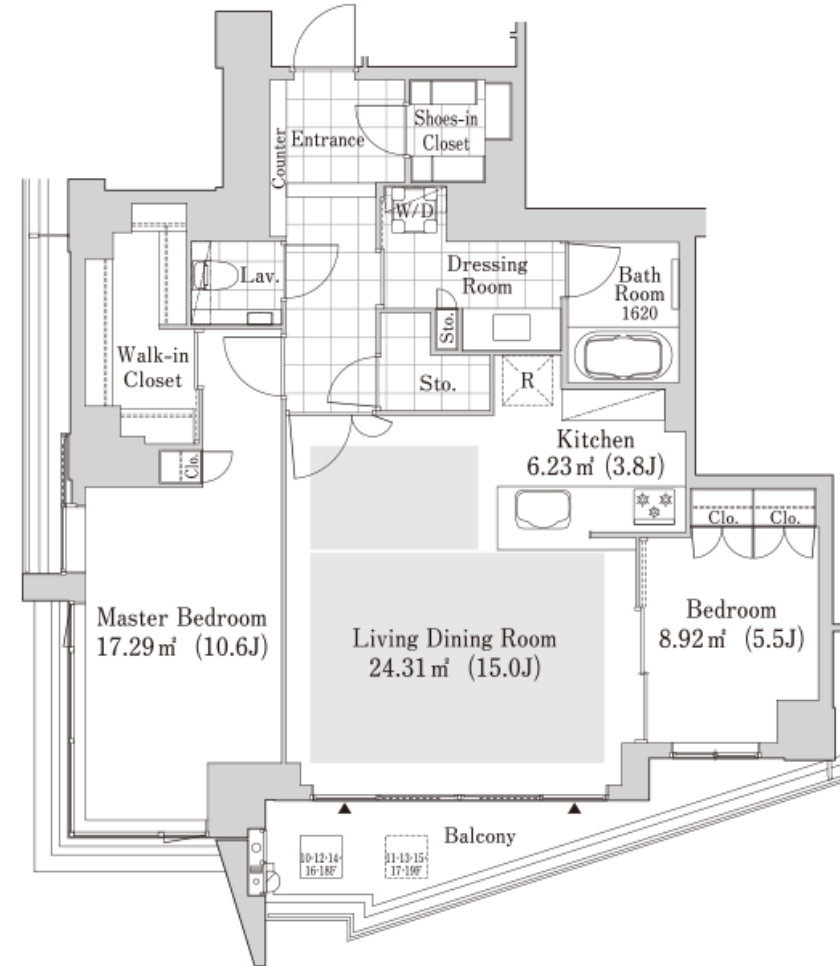 Entrance
Counter
Shoes-in
Closet
W/D
Lav.
Dressing
Room
Bath
Room
1620
Sto.
Walk-in
Closet
Sto.
R
Kitchen
6.23㎡ (3.8J)
Clo.
Clo.
Clo.
Master Bedroom
17.29㎡ (10.6J)
Living Dining Room
24.31㎡ (15.0J)
Bedroom
8.92㎡ (5.5J)
Balcony
10·12·14·
16·18F
11·13·15·
17·19F